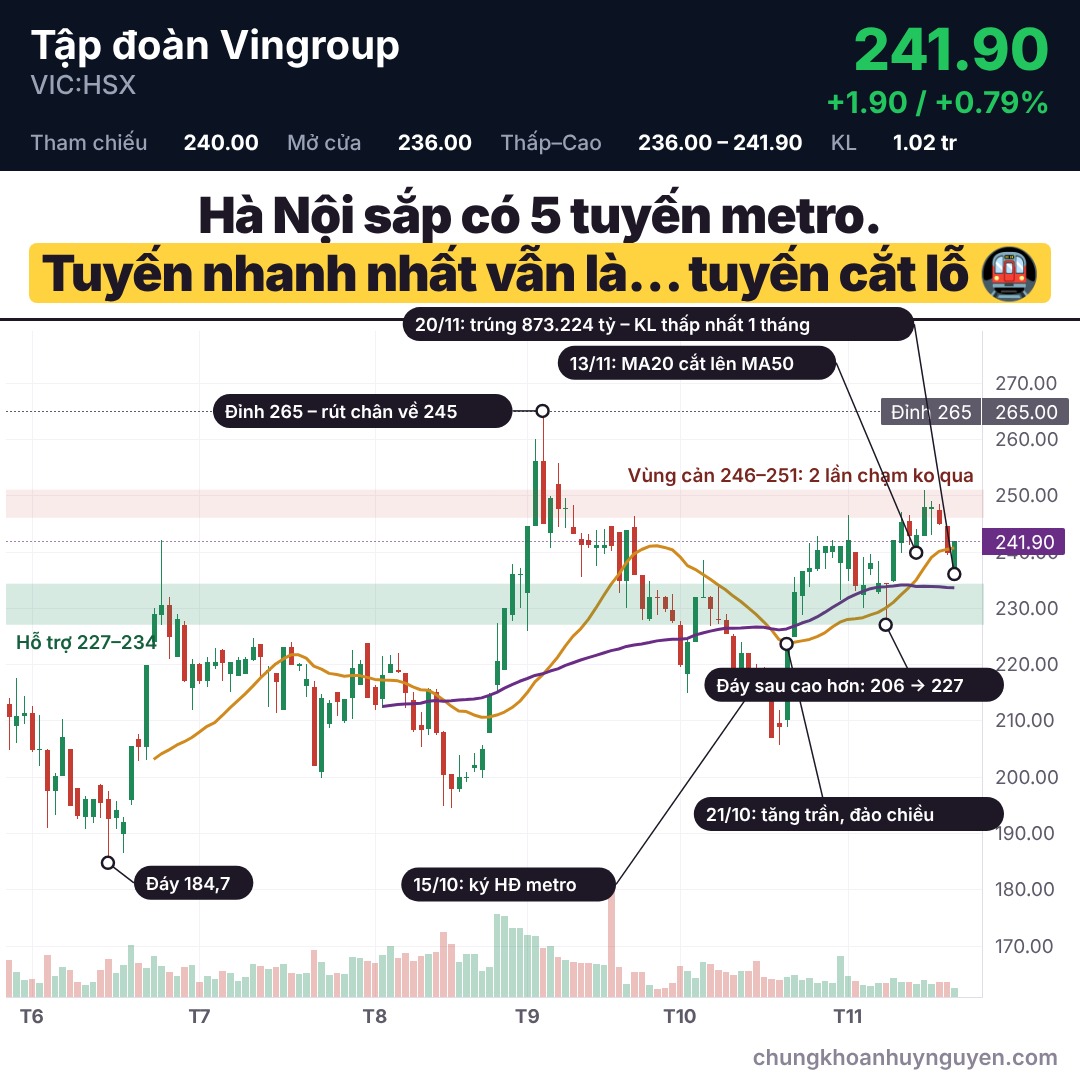 Tập đoàn Vingroup
VIC:HSX
241.90
+1.90 / +0.79%
Tham chiếu 240.00 Mở cửa 236.00 Thấp–Cao 236.00 – 241.90 KL 1.02 tr
Hà Nội sắp có 5 tuyến metro.
Tuyến nhanh nhất vẫn là... tuyến cắt lỗ
20/11: trúng 873.224 tỷ – KL thấp nhất 1 tháng
13/11: MA20 cắt lên MA50
270.00
Đỉnh 265 – rút chân về 245
Đỉnh 265 265.00
260.00
Vùng cản 246–251: 2 lần chạm ko qua
250.00
241.90
240.00
230.00
Hỗ trợ 227–234
220.00
Đáy sau cao hơn: 206 → 227
210.00
200.00
21/10: tăng trần, đảo chiều
190.00
Đáy 184,7
15/10: ký HĐ metro
180.00
170.00
T6 T7 T8 T9 T10 T11
chungkhoanhuynguyen.com